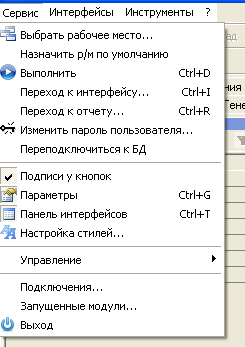 Сервис Интерфейсы Инструменты ?
Выбрать рабочее место...
Назначить р/м по умолчанию
Выполнить Ctrl+D
Переход к интерфейсу... Ctrl+I
Переход к отчету... Ctrl+R
Изменить пароль пользователя...
Переподключиться к БД
Подписи у кнопок
Параметры Ctrl+G
Панель интерфейсов Ctrl+T
Настройка стилей...
Управление
Подключения...
Запущенные модули...
Выход